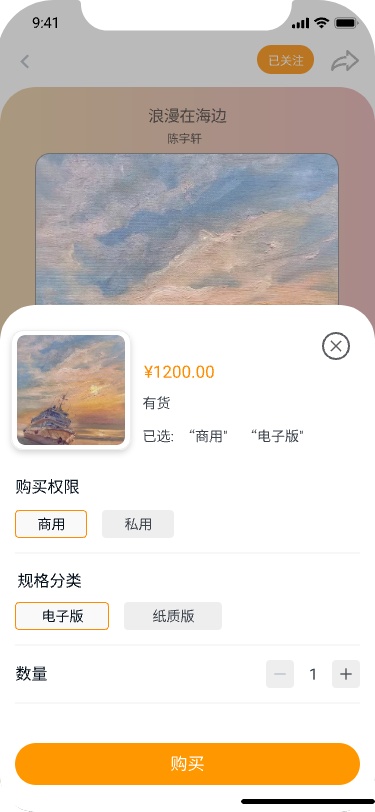 9:41
已关注
浪漫在海边
陈宇轩
¥1200.00
有货
已选: “商用" “电子版"
购买权限
商用 私用
规格分类
电子版 纸质版
数量 1
购买